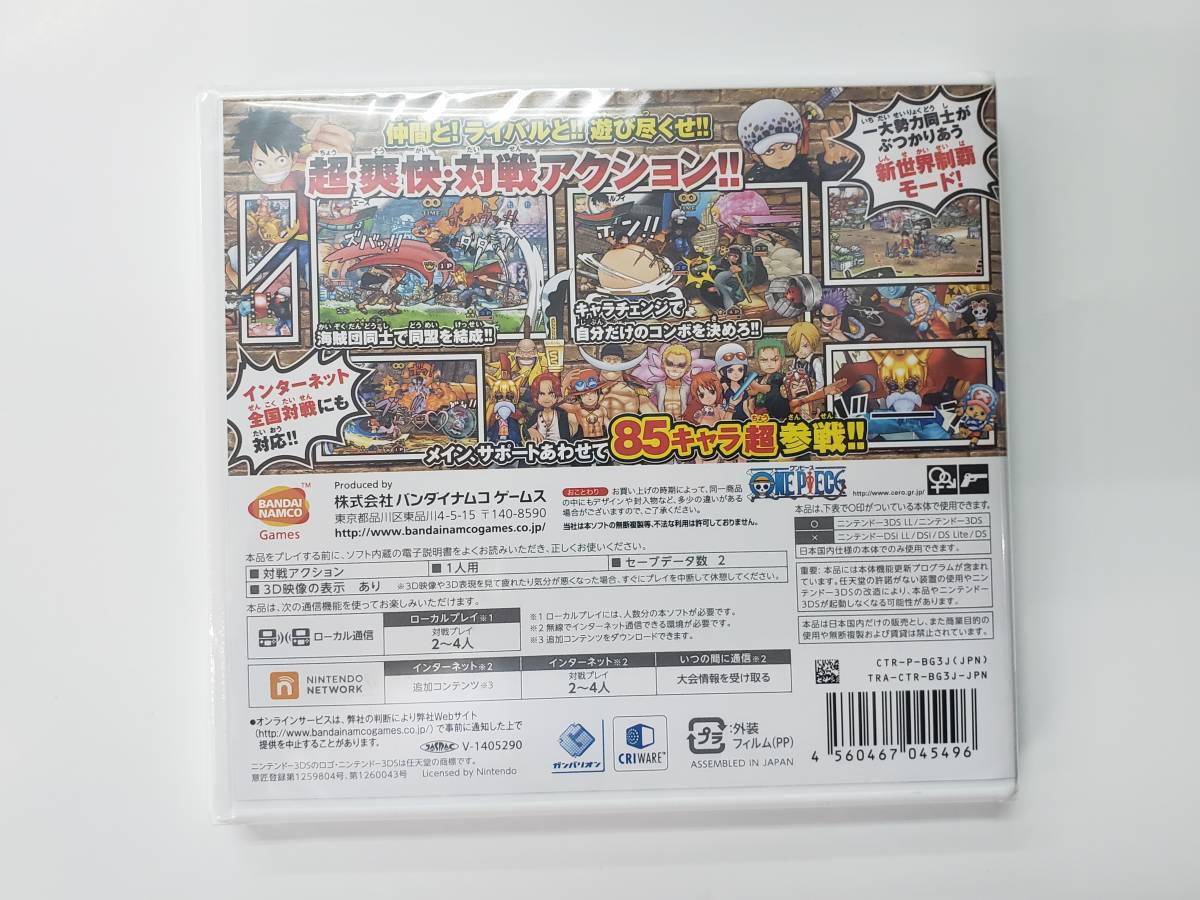 仲間と!ライバルと!!遊び尽くせ!!
超・爽快・対戦アクション!!
一大勢力同士が
ぶつかりあう
新世界制覇
モード!
エース
TIME
ズバッ!!
ルフィ
ボン!!
海賊団同士で同盟を結成!!
キャラチェンジで
自分だけのコンボを決めろ!!
インターネット
全国対戦にも
対応!!
メイン、サポートあわせて85キャラ超参戦!!
BANDAI
NAMCO
Games
Produced by
株式会社 バンダイナムコ ゲームス
東京都品川区東品川4-5-15 〒140-8590
http://www.bandainamcogames.co.jp/
おことわり お買い上げの時期によって、同一商品
の中にもデザインや封入物など、多少の違いがある
場合がございますので、ご了承ください。
当社は本ソフトの無断複製等、不法な利用は許可しておりません。
ワンピース
ONE PIECE
http://www.cero.gr.jp/
本品は、下表で○印がついている本体で使用できます。
○ ニンテンドー3DS LL/ニンテンドー3DS
× ニンテンドーDSi LL/DSi/DS Lite/DS
日本国内仕様の本体でのみ使用できます。
本品をプレイする前に、ソフト内蔵の電子説明書をよくお読みいただき、正しくお使いください。
■対戦アクション ■1人用 ■セーブデータ数 2
■3D映像の表示 あり ※3D映像や3D表現を見て疲れたり気分が悪くなった場合、すぐにプレイを中断して休憩してください。
重要:本品には本体機能更新プログラムが含まれ
ています。任天堂の許諾がない装置の使用やニン
テンドー3DSの改造により、本品やニンテンドー
3DSが起動しなくなる可能性があります。
本品は日本国内だけの販売とし、また商業目的の
使用や無断複製および賃貸は禁止されています。
本品は、次の通信機能を使ってお楽しみいただけます。
ローカル通信
ローカルプレイ※1
対戦プレイ
2〜4人
※1 ローカルプレイには、人数分の本ソフトが必要です。
※2 無線でインターネット通信できる環境が必要です。
※3 追加コンテンツをダウンロードできます。
NINTENDO
NETWORK
インターネット※2
追加コンテンツ※3
インターネット※2
対戦プレイ
2〜4人
いつの間に通信※2
大会情報を受け取る
CTR-P-BG3J(JPN)
TRA-CTR-BG3J-JPN
●オンラインサービスは、弊社の判断により弊社Webサイト
(http://www.bandainamcogames.co.jp/)で事前に通知した上で
提供を中止することがあります。
JASRAC V-1405290
ニンテンドー3DSのロゴ・ニンテンドー3DSは任天堂の商標です。
意匠登録第1259804号、第1260043号 Licensed by Nintendo
ガンバリオン
CRIWARE
プラ
:外装
フィルム(PP)
ASSEMBLED IN JAPAN
4 560467 045496